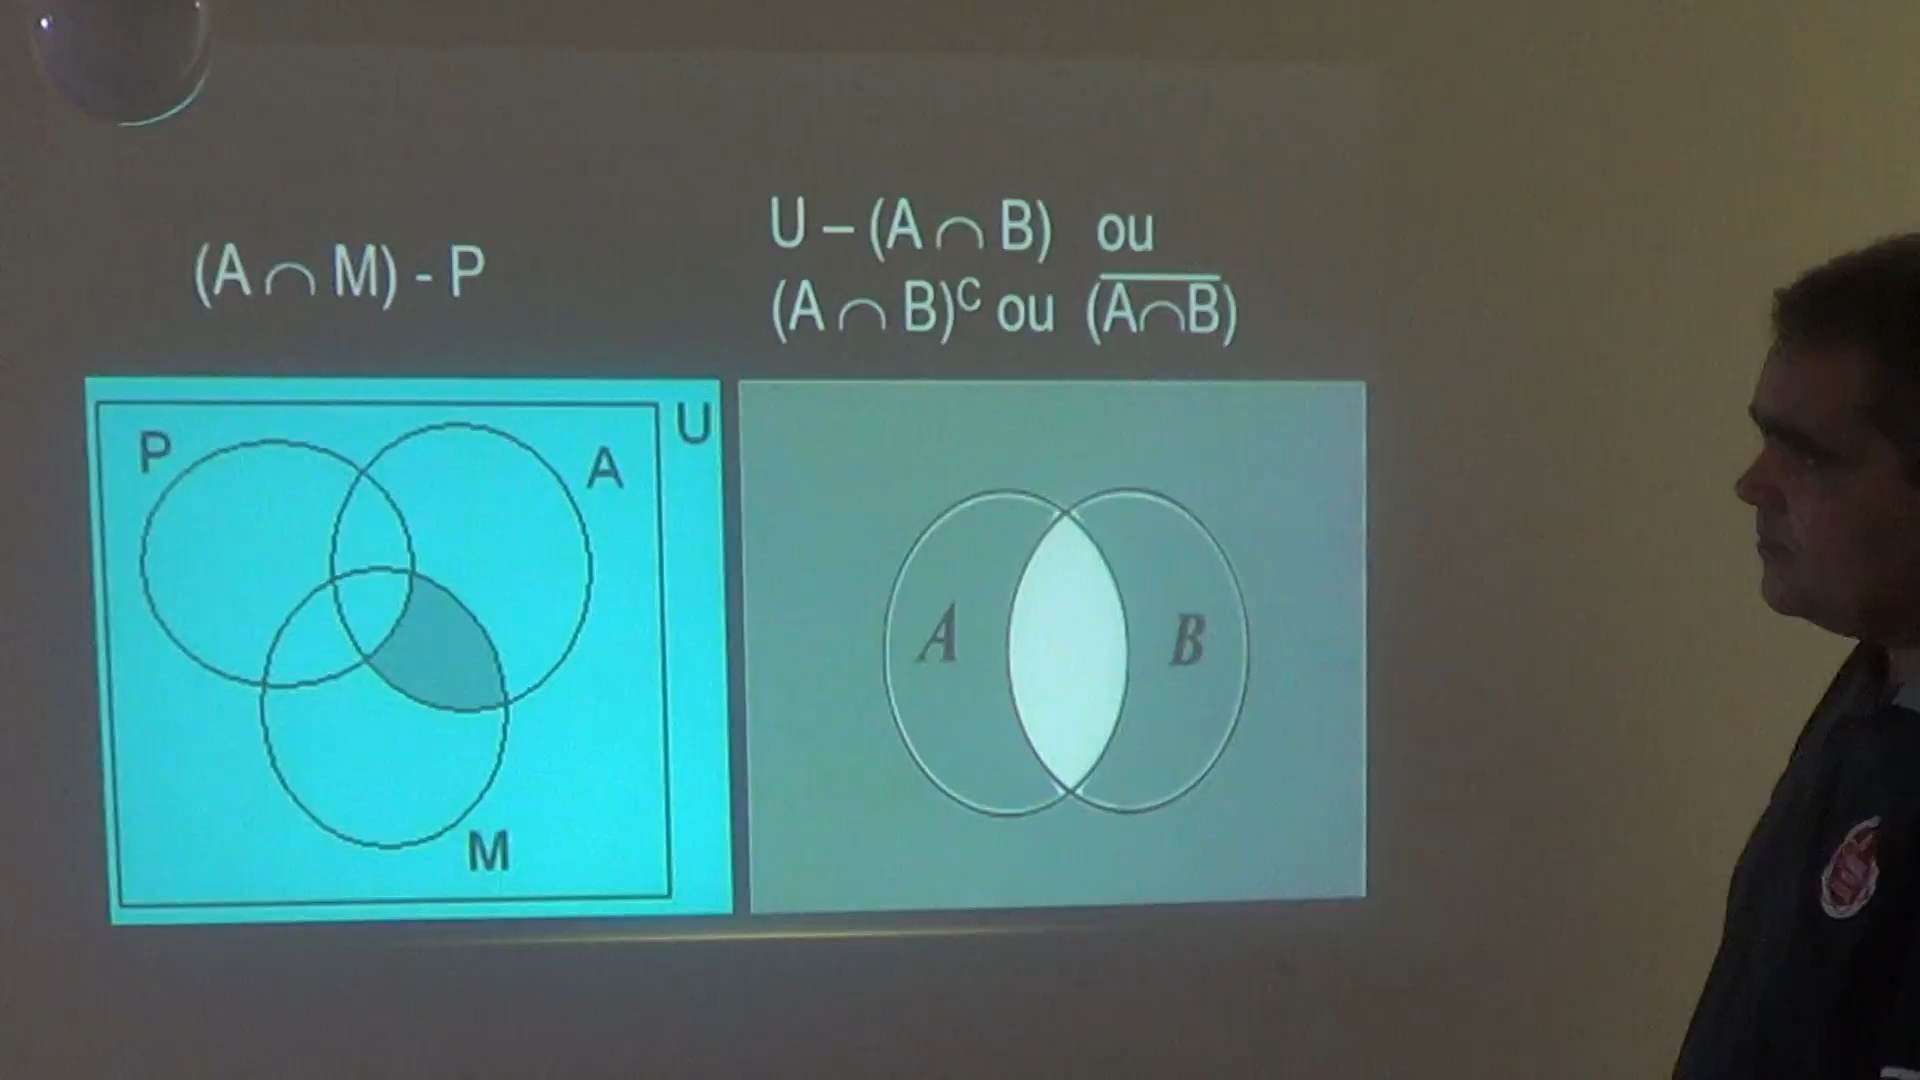 (A ∩ M) - P
U – (A ∩ B) ou
(A ∩ B)ᶜ ou (A̅∩̅B̅)
P
A
U
M
A
B